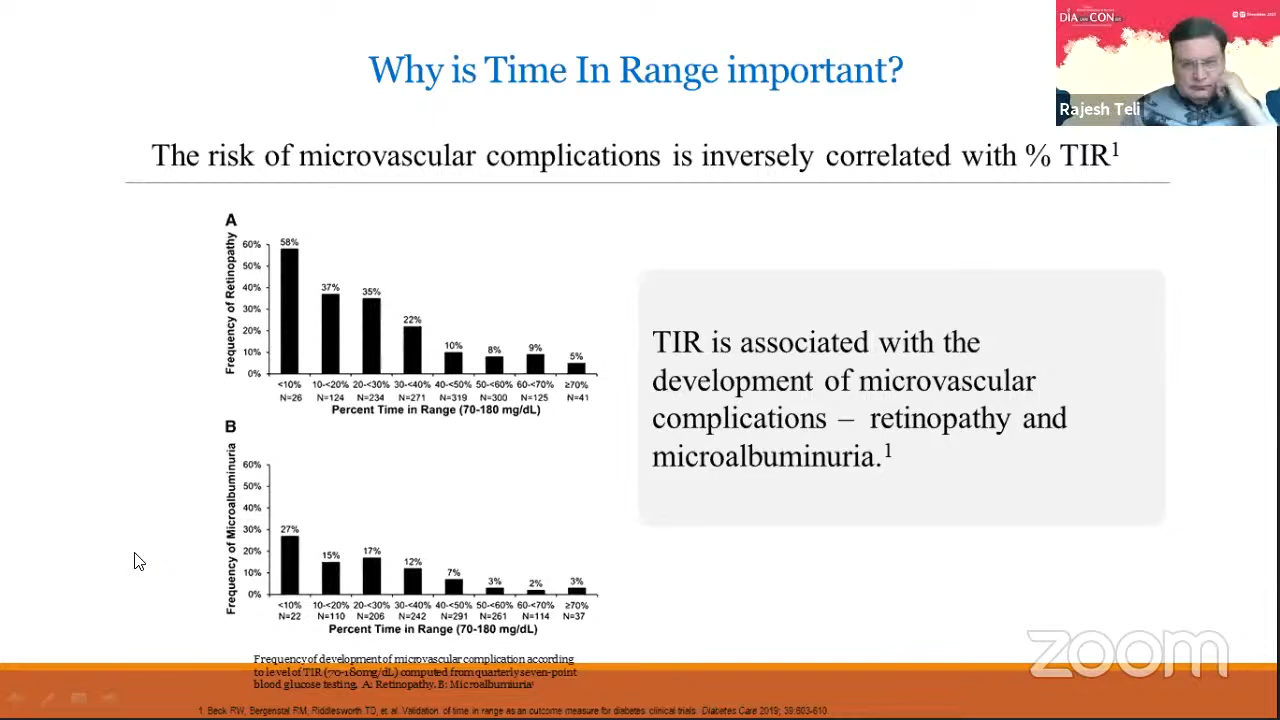 DIA CON
Rajesh Teli
Why is Time In Range important?
The risk of microvascular complications is inversely correlated with % TIR1
A
Frequency of Retinopathy
60%
50%
40%
30%
20%
10%
0%
58%
37%
35%
22%
10%
8%
9%
5%
<10% 10-<20% 20-<30% 30-<40% 40-<50% 50-<60% 60-<70% ≥70%
N=26 N=124 N=234 N=271 N=319 N=300 N=125 N=41
Percent Time in Range (70-180 mg/dL)
B
Frequency of Microalbuminuria
60%
50%
40%
30%
20%
10%
0%
27%
15%
17%
12%
7%
3%
2%
3%
<10% 10-<20% 20-<30% 30-<40% 40-<50% 50-<60% 60-<70% ≥70%
N=22 N=110 N=206 N=242 N=291 N=261 N=114 N=37
Percent Time in Range (70-180 mg/dL)
TIR is associated with the
development of microvascular
complications – retinopathy and
microalbuminuria.1
Frequency of development of microvascular complication according
to level of TIR (70-180mg/dL) computed from quarterly seven-point
blood glucose testing. A: Retinopathy. B: Microalbumiuria1
1. Beck RW, Bergenstal RM, Riddlesworth TD, et al. Validation of time in range as an outcome measure for diabetes clinical trials. Diabetes Care 2019; 39:603-610.
zoom